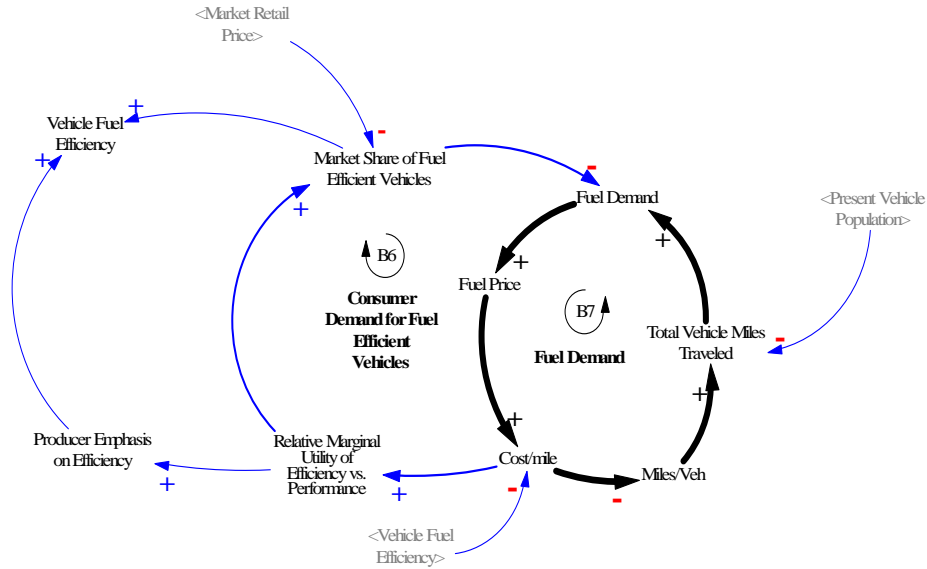 <Market Retail
Price>
+
Vehicle Fuel
Efficiency
+
-
Market Share of Fuel
Efficient Vehicles
+
-
Fuel Demand
<Present Vehicle
Population>
+
B6
+
Fuel Price
Consumer
Demand for Fuel
Efficient
Vehicles
B7
Fuel Demand
Total Vehicle Miles
Traveled
-
+
+
Producer Emphasis
on Efficiency
+
Relative Marginal
Utility of
Efficiency vs.
Performance
+
Cost/mile
-
Miles/Veh
-
<Vehicle Fuel
Efficiency>